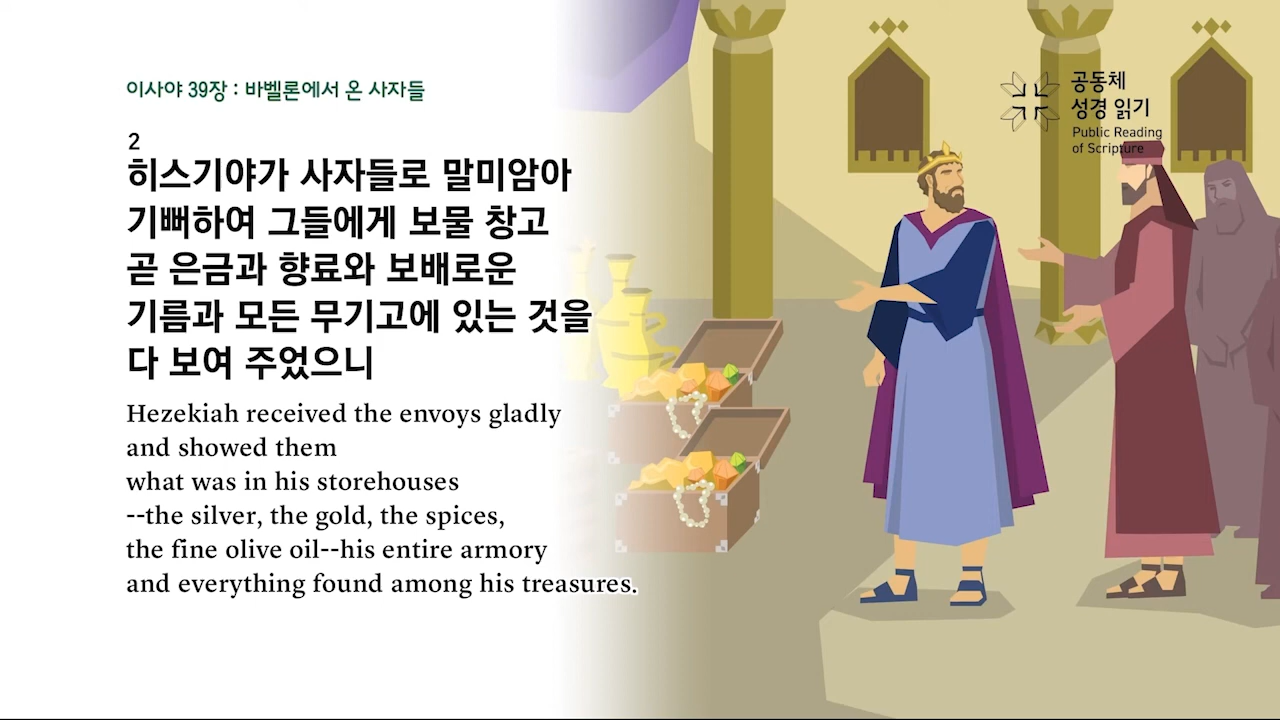 이사야 39장 : 바벨론에서 온 사자들
2
히스기야가 사자들로 말미암아
기뻐하여 그들에게 보물 창고
곧 은금과 향료와 보배로운
기름과 모든 무기고에 있는 것을
다 보여 주었으니
Hezekiah received the envoys gladly
and showed them
what was in his storehouses
--the silver, the gold, the spices,
the fine olive oil--his entire armory
and everything found among his treasures.
공동체
성경 읽기
Public Reading
of Scripture